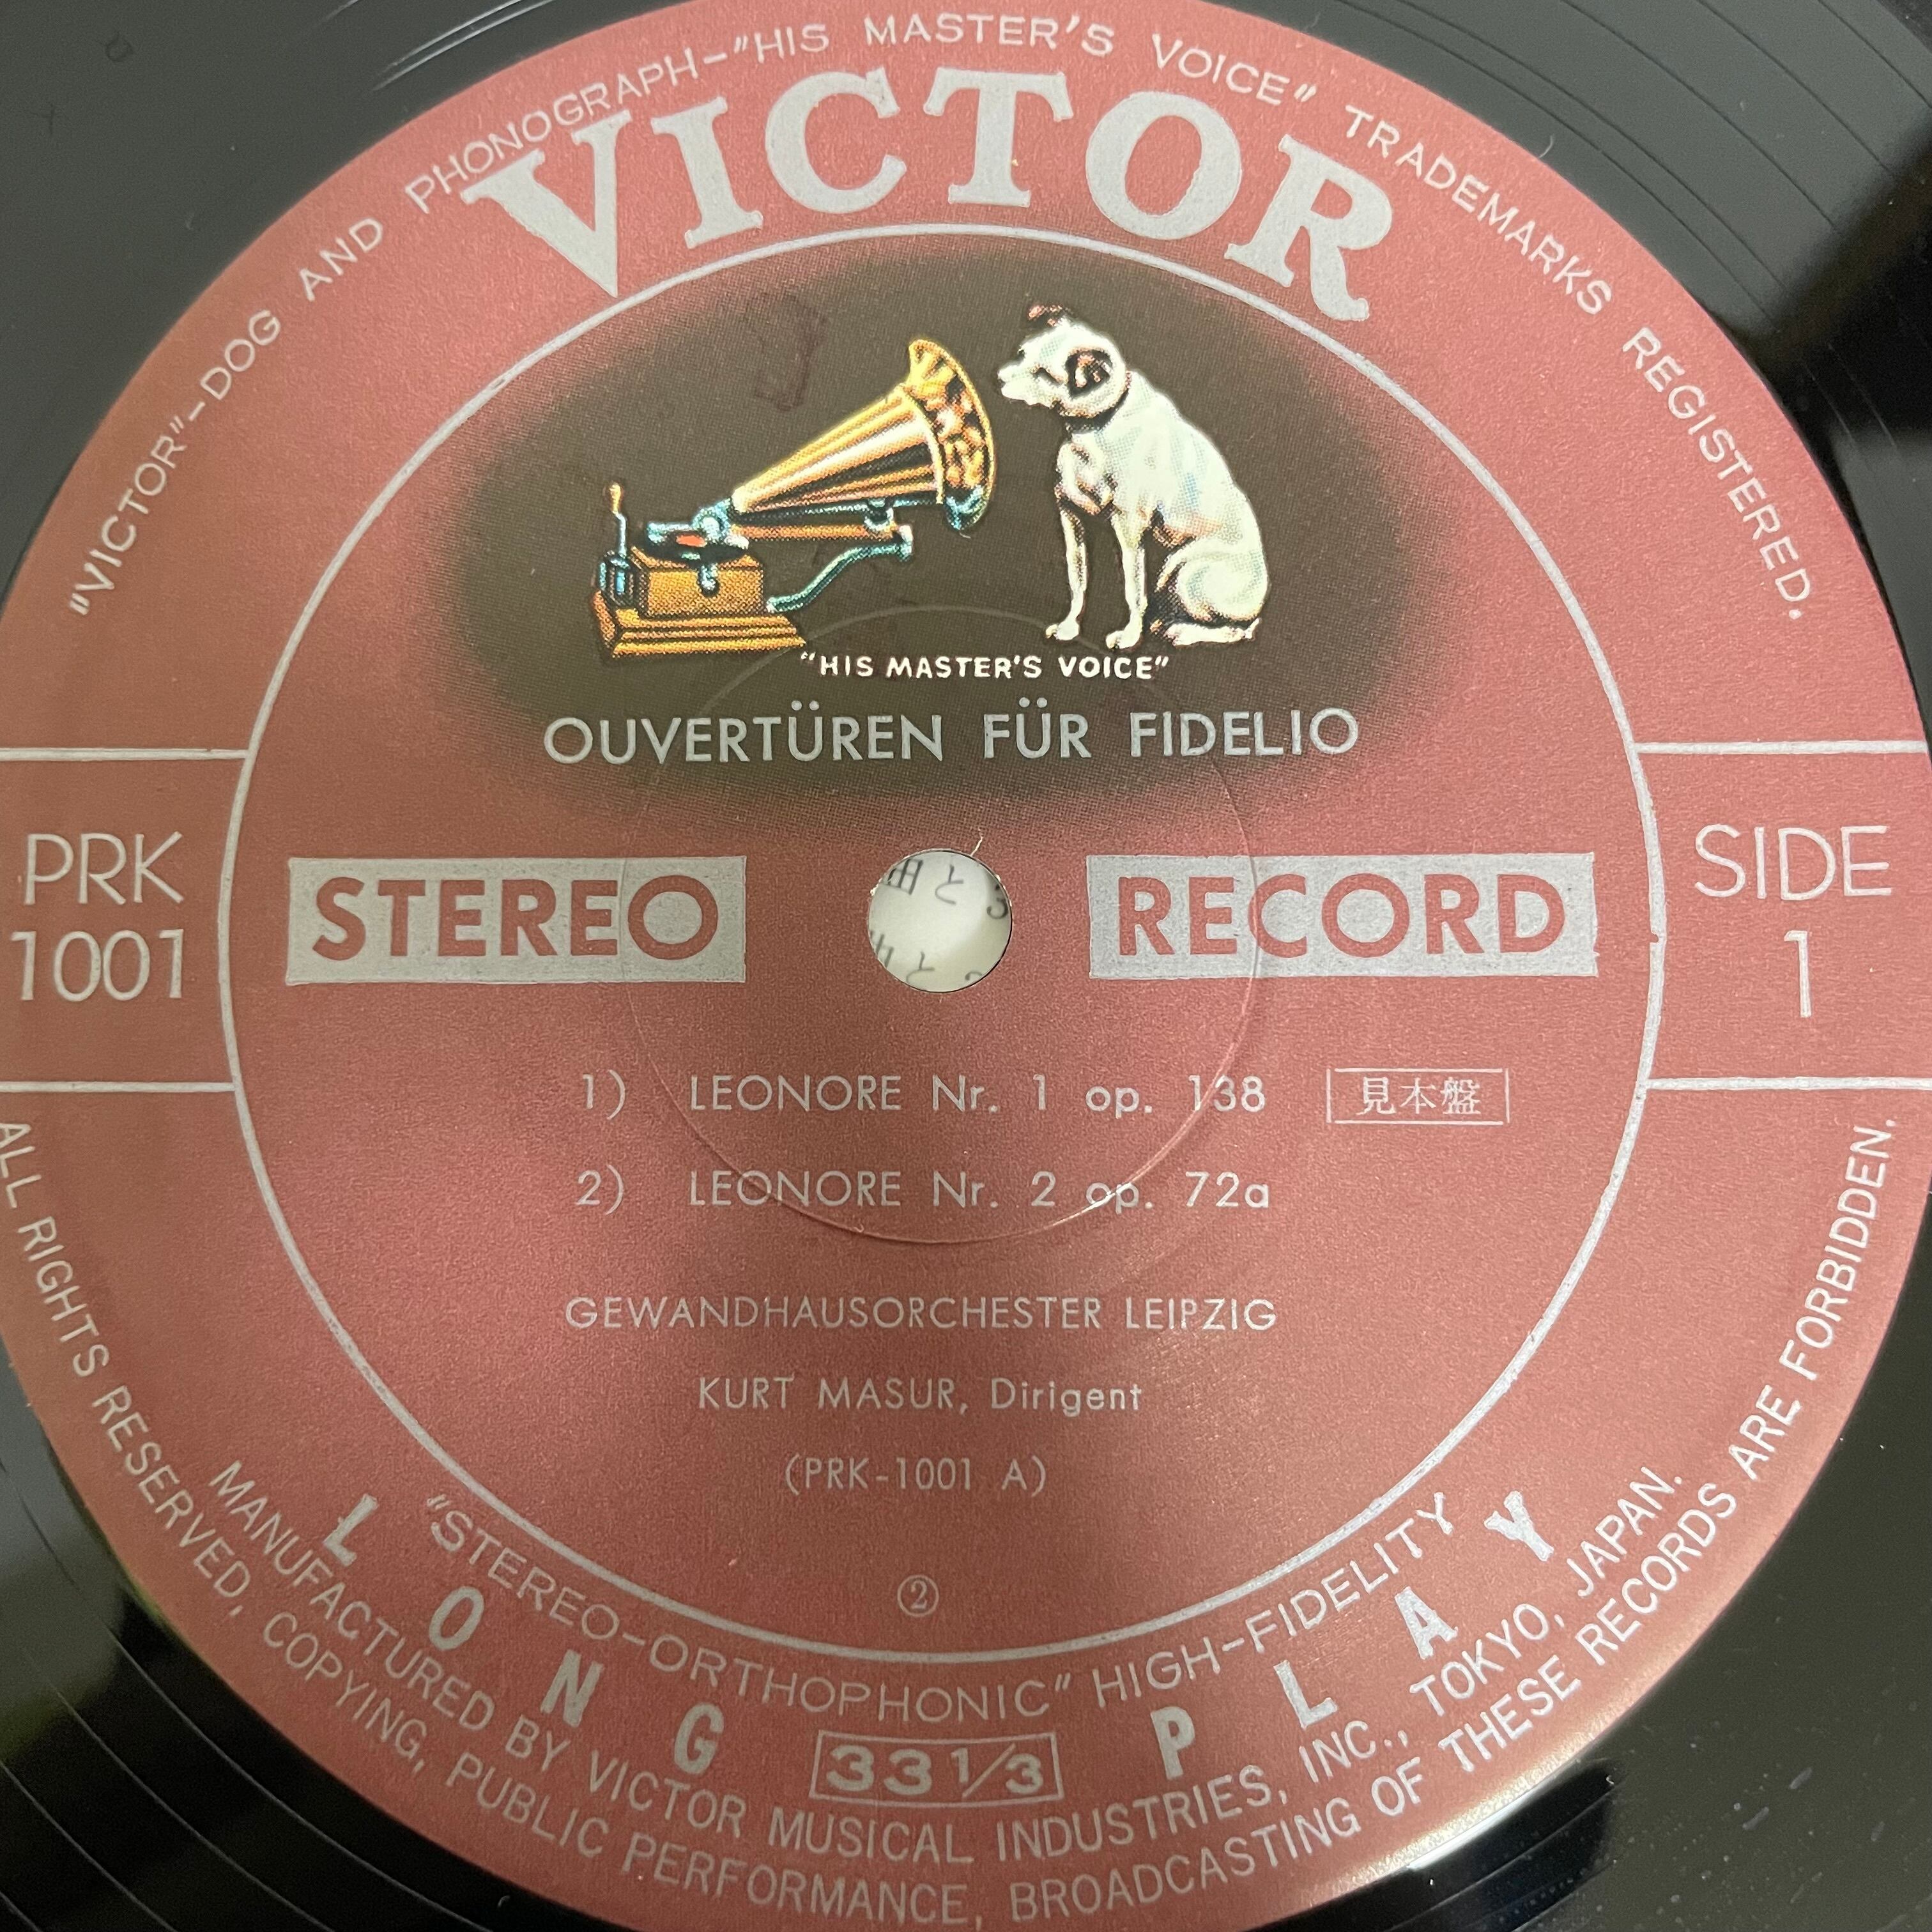 "VICTOR"–DOG AND PHONOGRAPH–"HIS MASTER'S VOICE" TRADEMARKS REGISTERED.
VICTOR
"HIS MASTER'S VOICE"
OUVERTÜREN FÜR FIDELIO
PRK
1001
STEREO RECORD
SIDE
1
1) LEONORE Nr. 1 op. 138 見本盤
2) LEONORE Nr. 2 op. 72a
GEWANDHAUSORCHESTER LEIPZIG
KURT MASUR, Dirigent
(PRK-1001 A)
②
"STEREO–ORTHOPHONIC" HIGH–FIDELITY
LONG 33 1/3 PLAY
MANUFACTURED BY VICTOR MUSICAL INDUSTRIES, INC., TOKYO, JAPAN.
ALL RIGHTS RESERVED, COPYING, PUBLIC PERFORMANCE, BROADCASTING OF THESE RECORDS ARE FORBIDDEN.